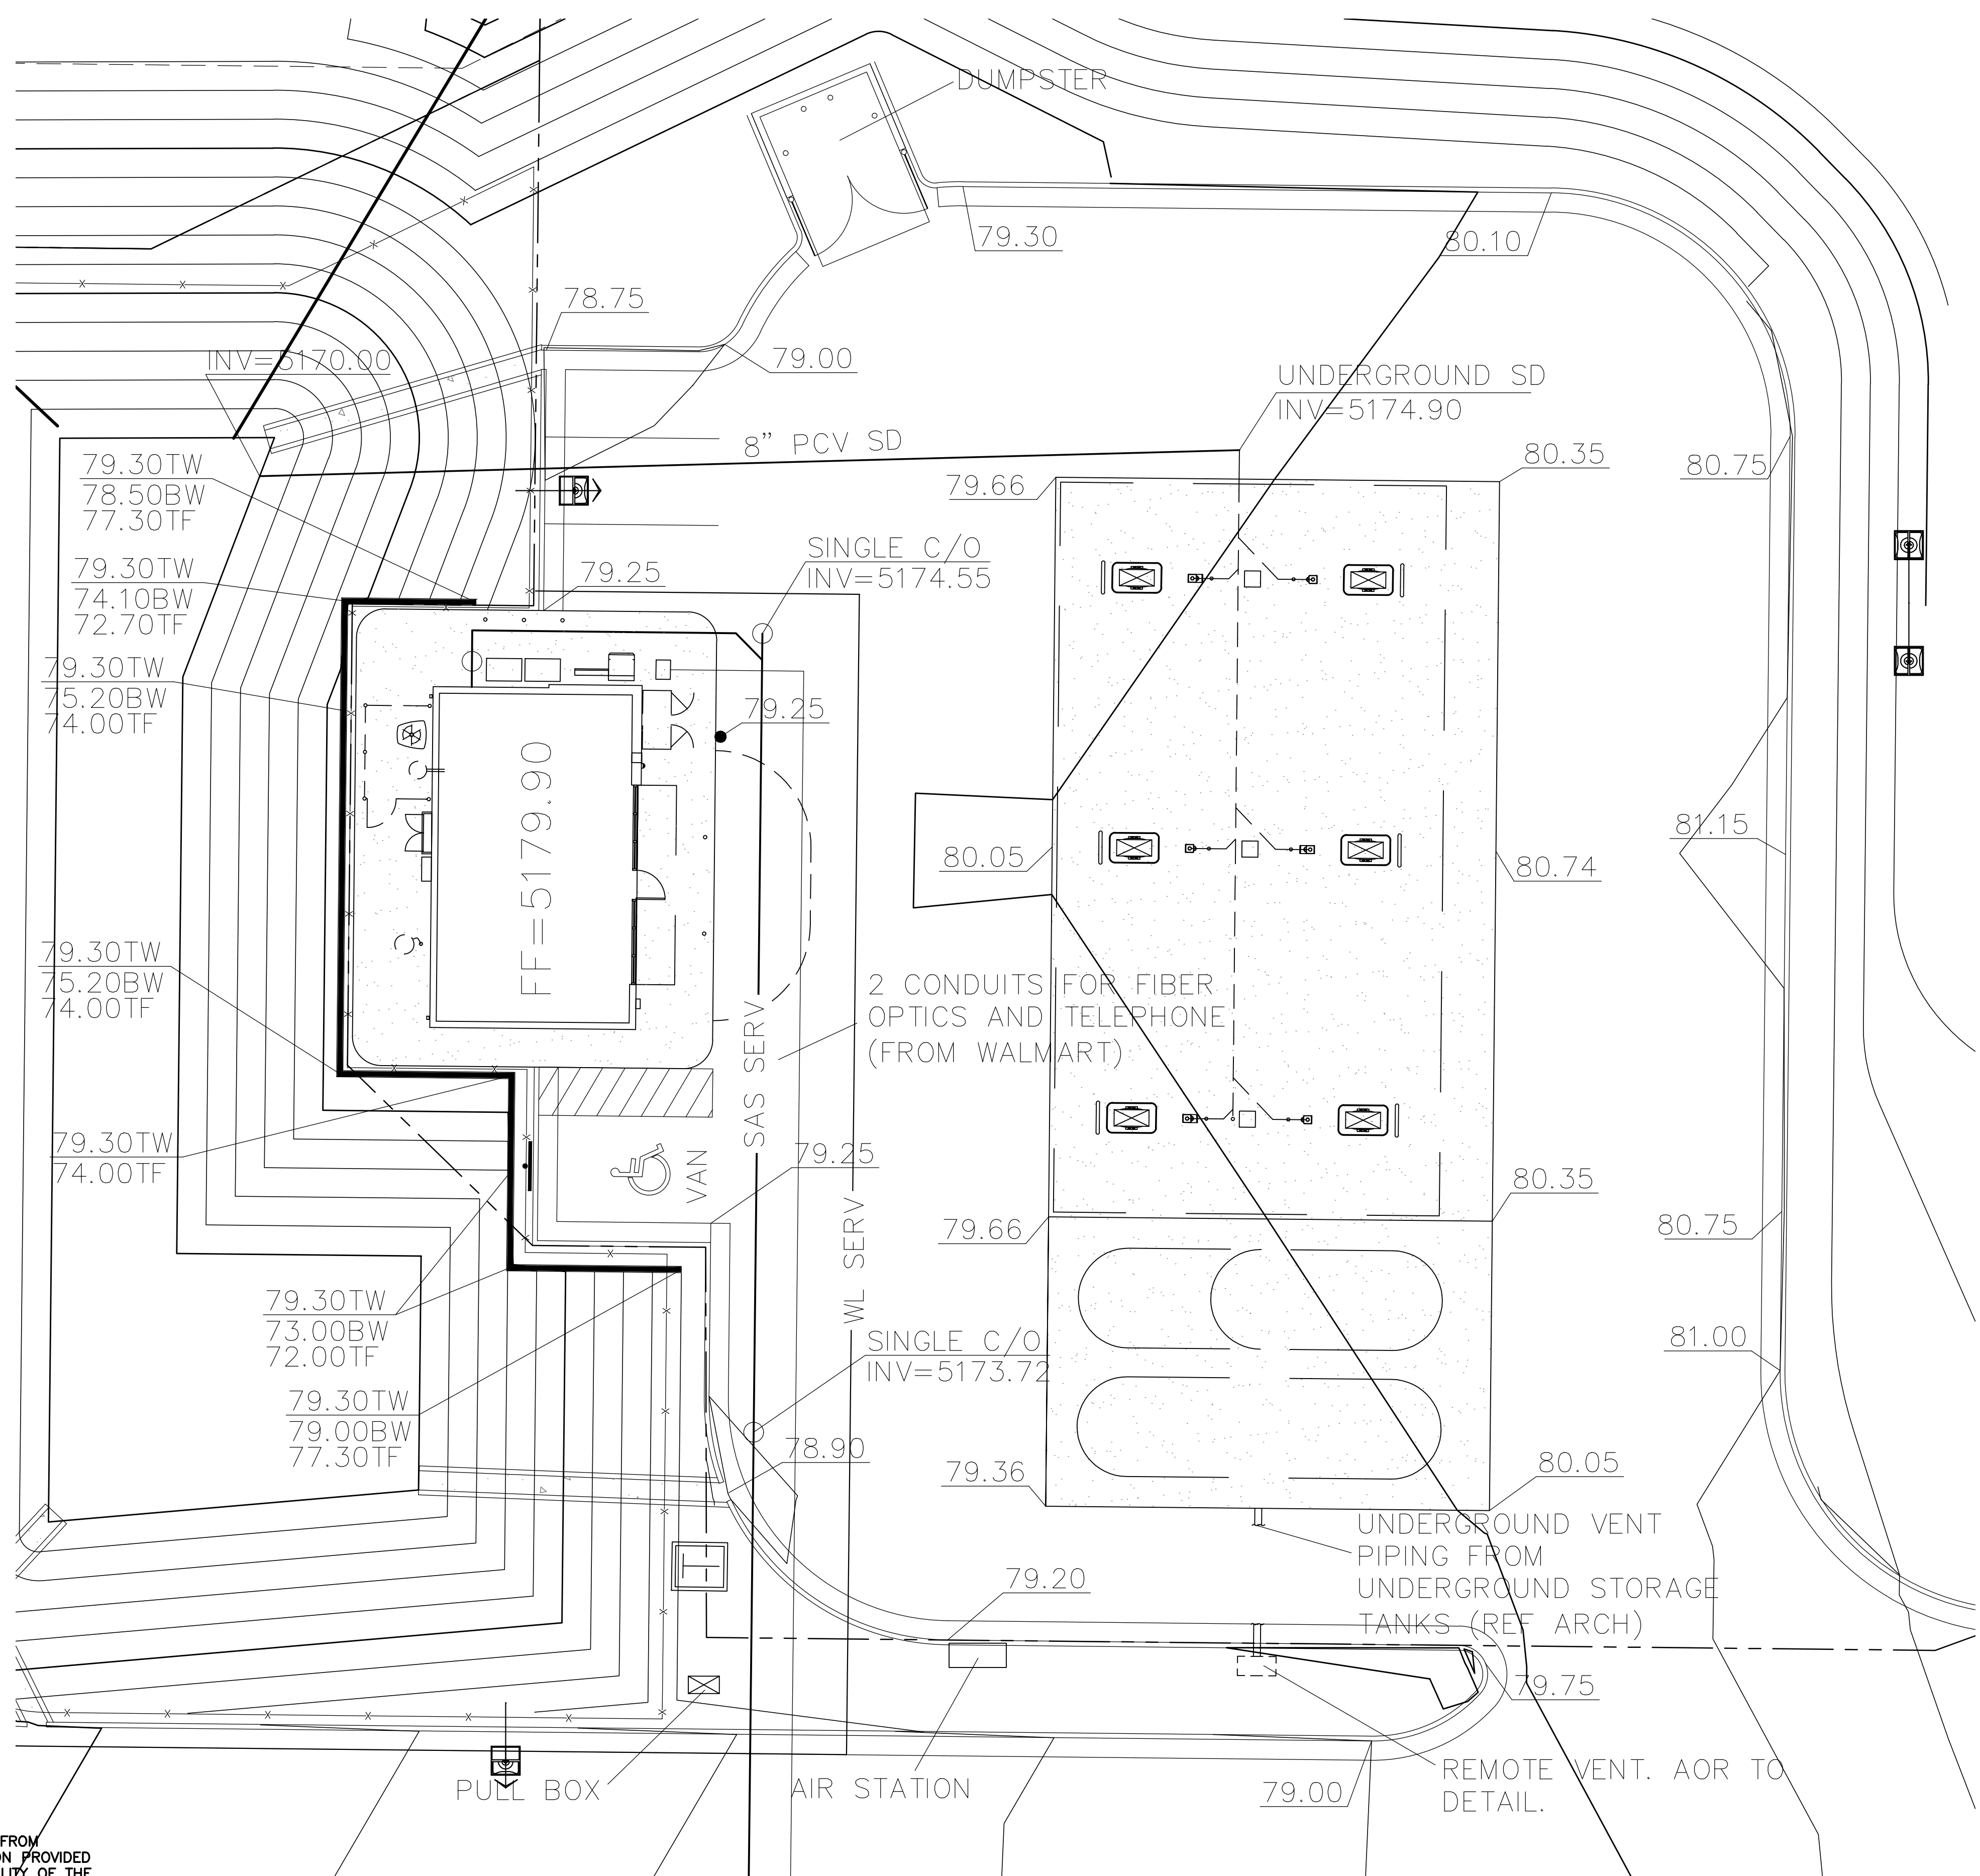 DUMPSTER
79.30
80.10
78.75
79.00
INV=5170.00
UNDERGROUND SD
INV=5174.90
8" PCV SD
79.30TW
78.50BW
77.30TF
79.66
80.35
80.75
79.30TW
74.10BW
72.70TF
79.25
SINGLE C/O
INV=5174.55
79.30TW
75.20BW
74.00TF
79.25
FF=5179.90
80.05
80.74
81.15
79.30TW
75.20BW
74.00TF
2 CONDUITS FOR FIBER
OPTICS AND TELEPHONE
(FROM WALMART)
SAS SERV
79.30TW
74.00TF
VAN
79.25
WL SERV
79.66
80.35
80.75
79.30TW
73.00BW
72.00TF
SINGLE C/O
INV=5173.72
81.00
79.30TW
79.00BW
77.30TF
78.90
79.36
80.05
UNDERGROUND VENT
PIPING FROM
UNDERGROUND STORAGE
TANKS (REF ARCH)
79.20
79.75
PULL BOX
AIR STATION
79.00
REMOTE VENT. AOR TO
DETAIL.
FROM
ON PROVIDED
LITY OF THE